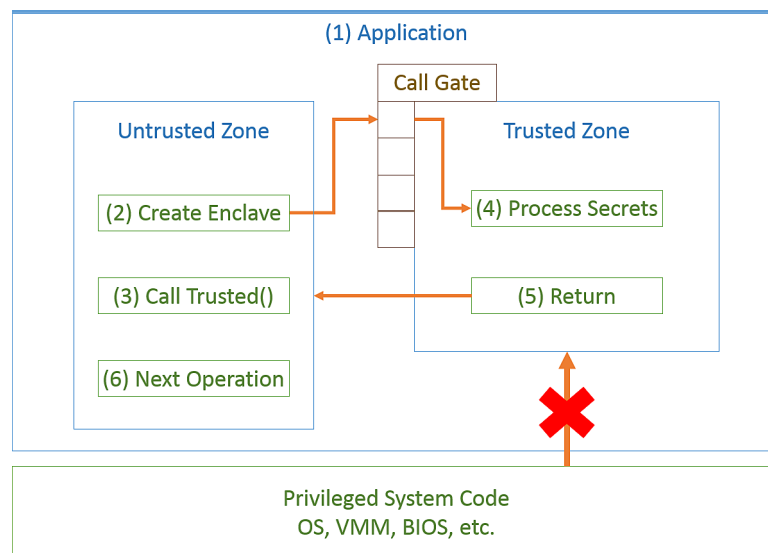 (1) Application
Call Gate
Untrusted Zone
Trusted Zone
(2) Create Enclave
(4) Process Secrets
(3) Call Trusted()
(5) Return
(6) Next Operation
Privileged System Code
OS, VMM, BIOS, etc.